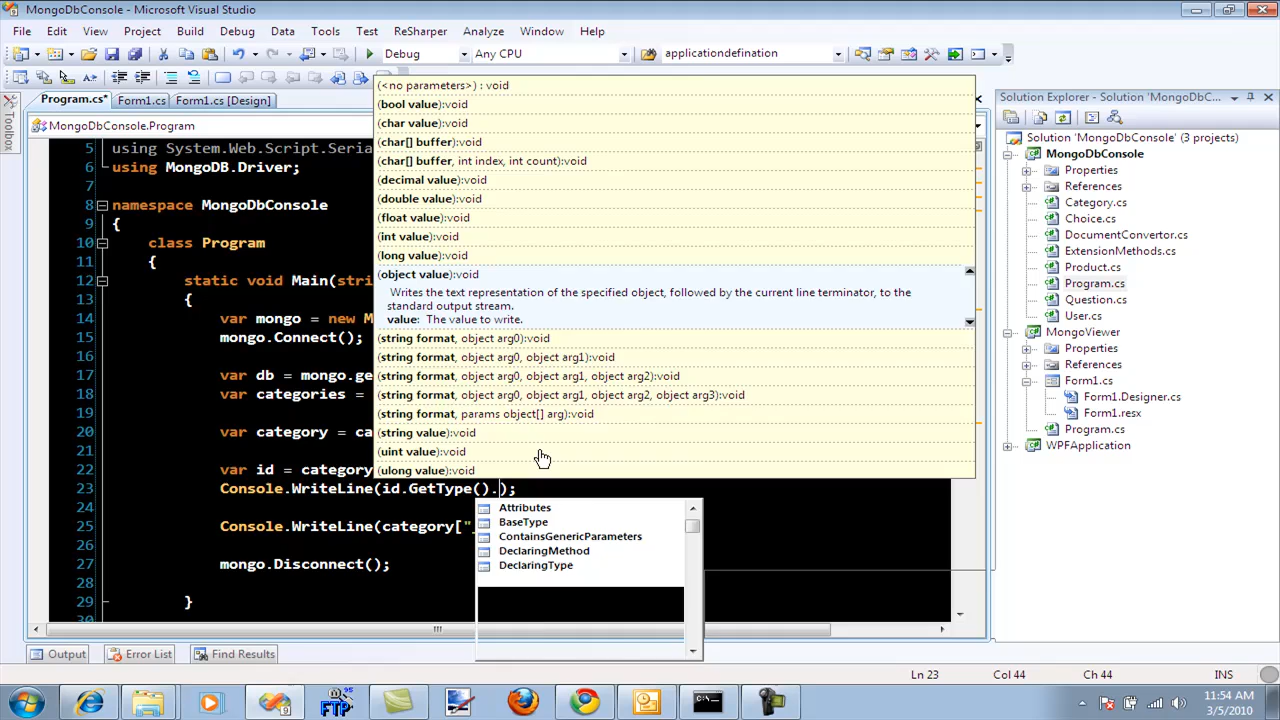 MongoDbConsole - Microsoft Visual Studio
File Edit View Project Build Debug Data Tools Test ReSharper Analyze Window Help
Debug Any CPU applicationdefination
Program.cs* Form1.cs Form1.cs [Design]
MongoDbConsole.Program
5 using System.Web.Script.Seria
6 using MongoDB.Driver;
7
8 namespace MongoDbConsole
9 {
10 class Program
11 {
12 static void Main(stri
13 {
14 var mongo = new M
15 mongo.Connect();
16
17 var db = mongo.ge
18 var categories =
19
20 var category = ca
21
22 var id = category
23 Console.WriteLine(id.GetType().);
24
25 Console.WriteLine(category["_
26
27 mongo.Disconnect();
28
29 }
30
(<no parameters>) : void
(bool value):void
(char value):void
(char[] buffer):void
(char[] buffer, int index, int count):void
(decimal value):void
(double value):void
(float value):void
(int value):void
(long value):void
(object value):void
Writes the text representation of the specified object, followed by the current line terminator, to the
standard output stream.
value: The value to write.
(string format, object arg0):void
(string format, object arg0, object arg1):void
(string format, object arg0, object arg1, object arg2):void
(string format, object arg0, object arg1, object arg2, object arg3):void
(string format, params object[] arg):void
(string value):void
(uint value):void
(ulong value):void
Attributes
BaseType
ContainsGenericParameters
DeclaringMethod
DeclaringType
Toolbox
Solution Explorer - Solution 'MongoDbC...
Solution 'MongoDbConsole' (3 projects)
MongoDbConsole
Properties
References
Category.cs
Choice.cs
DocumentConvertor.cs
ExtensionMethods.cs
Product.cs
Program.cs
Question.cs
User.cs
MongoViewer
Properties
References
Form1.cs
Form1.Designer.cs
Form1.resx
Program.cs
WPFApplication
Output Error List Find Results
Ln 23 Col 44 Ch 44 INS
FTP
11:54 AM
3/5/2010